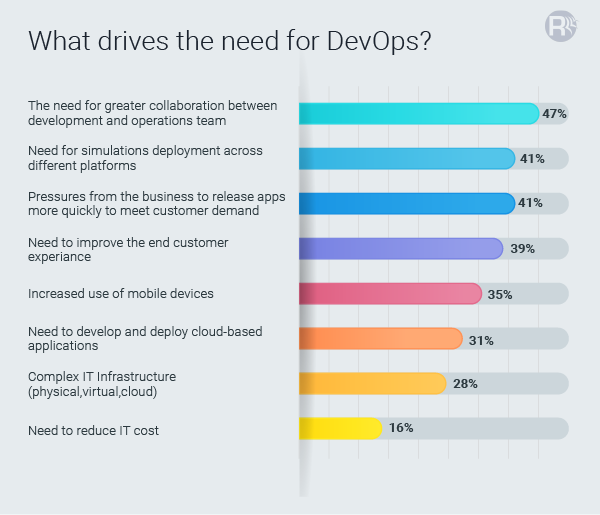 What drives the need for DevOps?
R
The need for greater collaboration between
development and operations team
47%
Need for simulations deployment across
different platforms
41%
Pressures from the business to release apps
more quickly to meet customer demand
41%
Need to improve the end customer
experiance
39%
Increased use of mobile devices
35%
Need to develop and deploy cloud-based
applications
31%
Complex IT Infrastructure
(physical,virtual,cloud)
28%
Need to reduce IT cost
16%